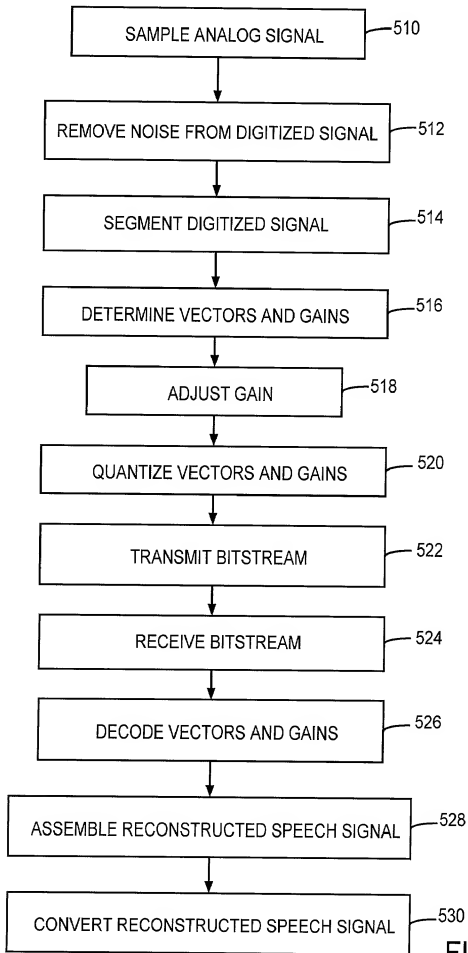 SAMPLE ANALOG SIGNAL
510
REMOVE NOISE FROM DIGITIZED SIGNAL
512
SEGMENT DIGITIZED SIGNAL
514
DETERMINE VECTORS AND GAINS
516
ADJUST GAIN
518
QUANTIZE VECTORS AND GAINS
520
TRANSMIT BITSTREAM
522
RECEIVE BITSTREAM
524
DECODE VECTORS AND GAINS
526
ASSEMBLE RECONSTRUCTED SPEECH SIGNAL
528
CONVERT RECONSTRUCTED SPEECH SIGNAL
530